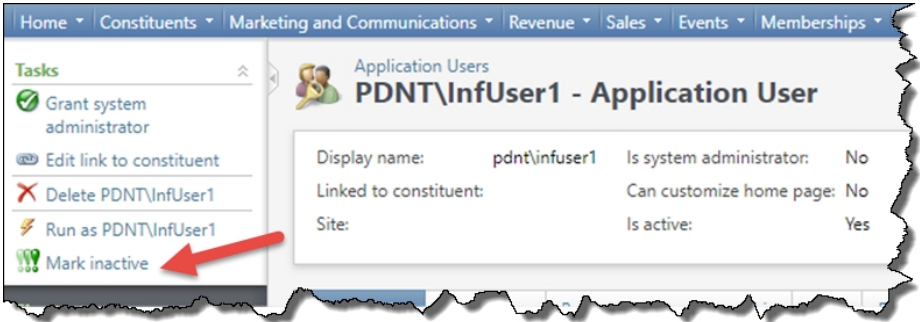 Home Constituents Marketing and Communications Revenue Sales Events Memberships
Tasks
Grant system
administrator
Edit link to constituent
Delete PDNT\InfUser1
Run as PDNT\InfUser1
Mark inactive
Application Users
PDNT\InfUser1 - Application User
Display name: pdnt\infuser1 Is system administrator: No
Linked to constituent: Can customize home page: No
Site: Is active: Yes